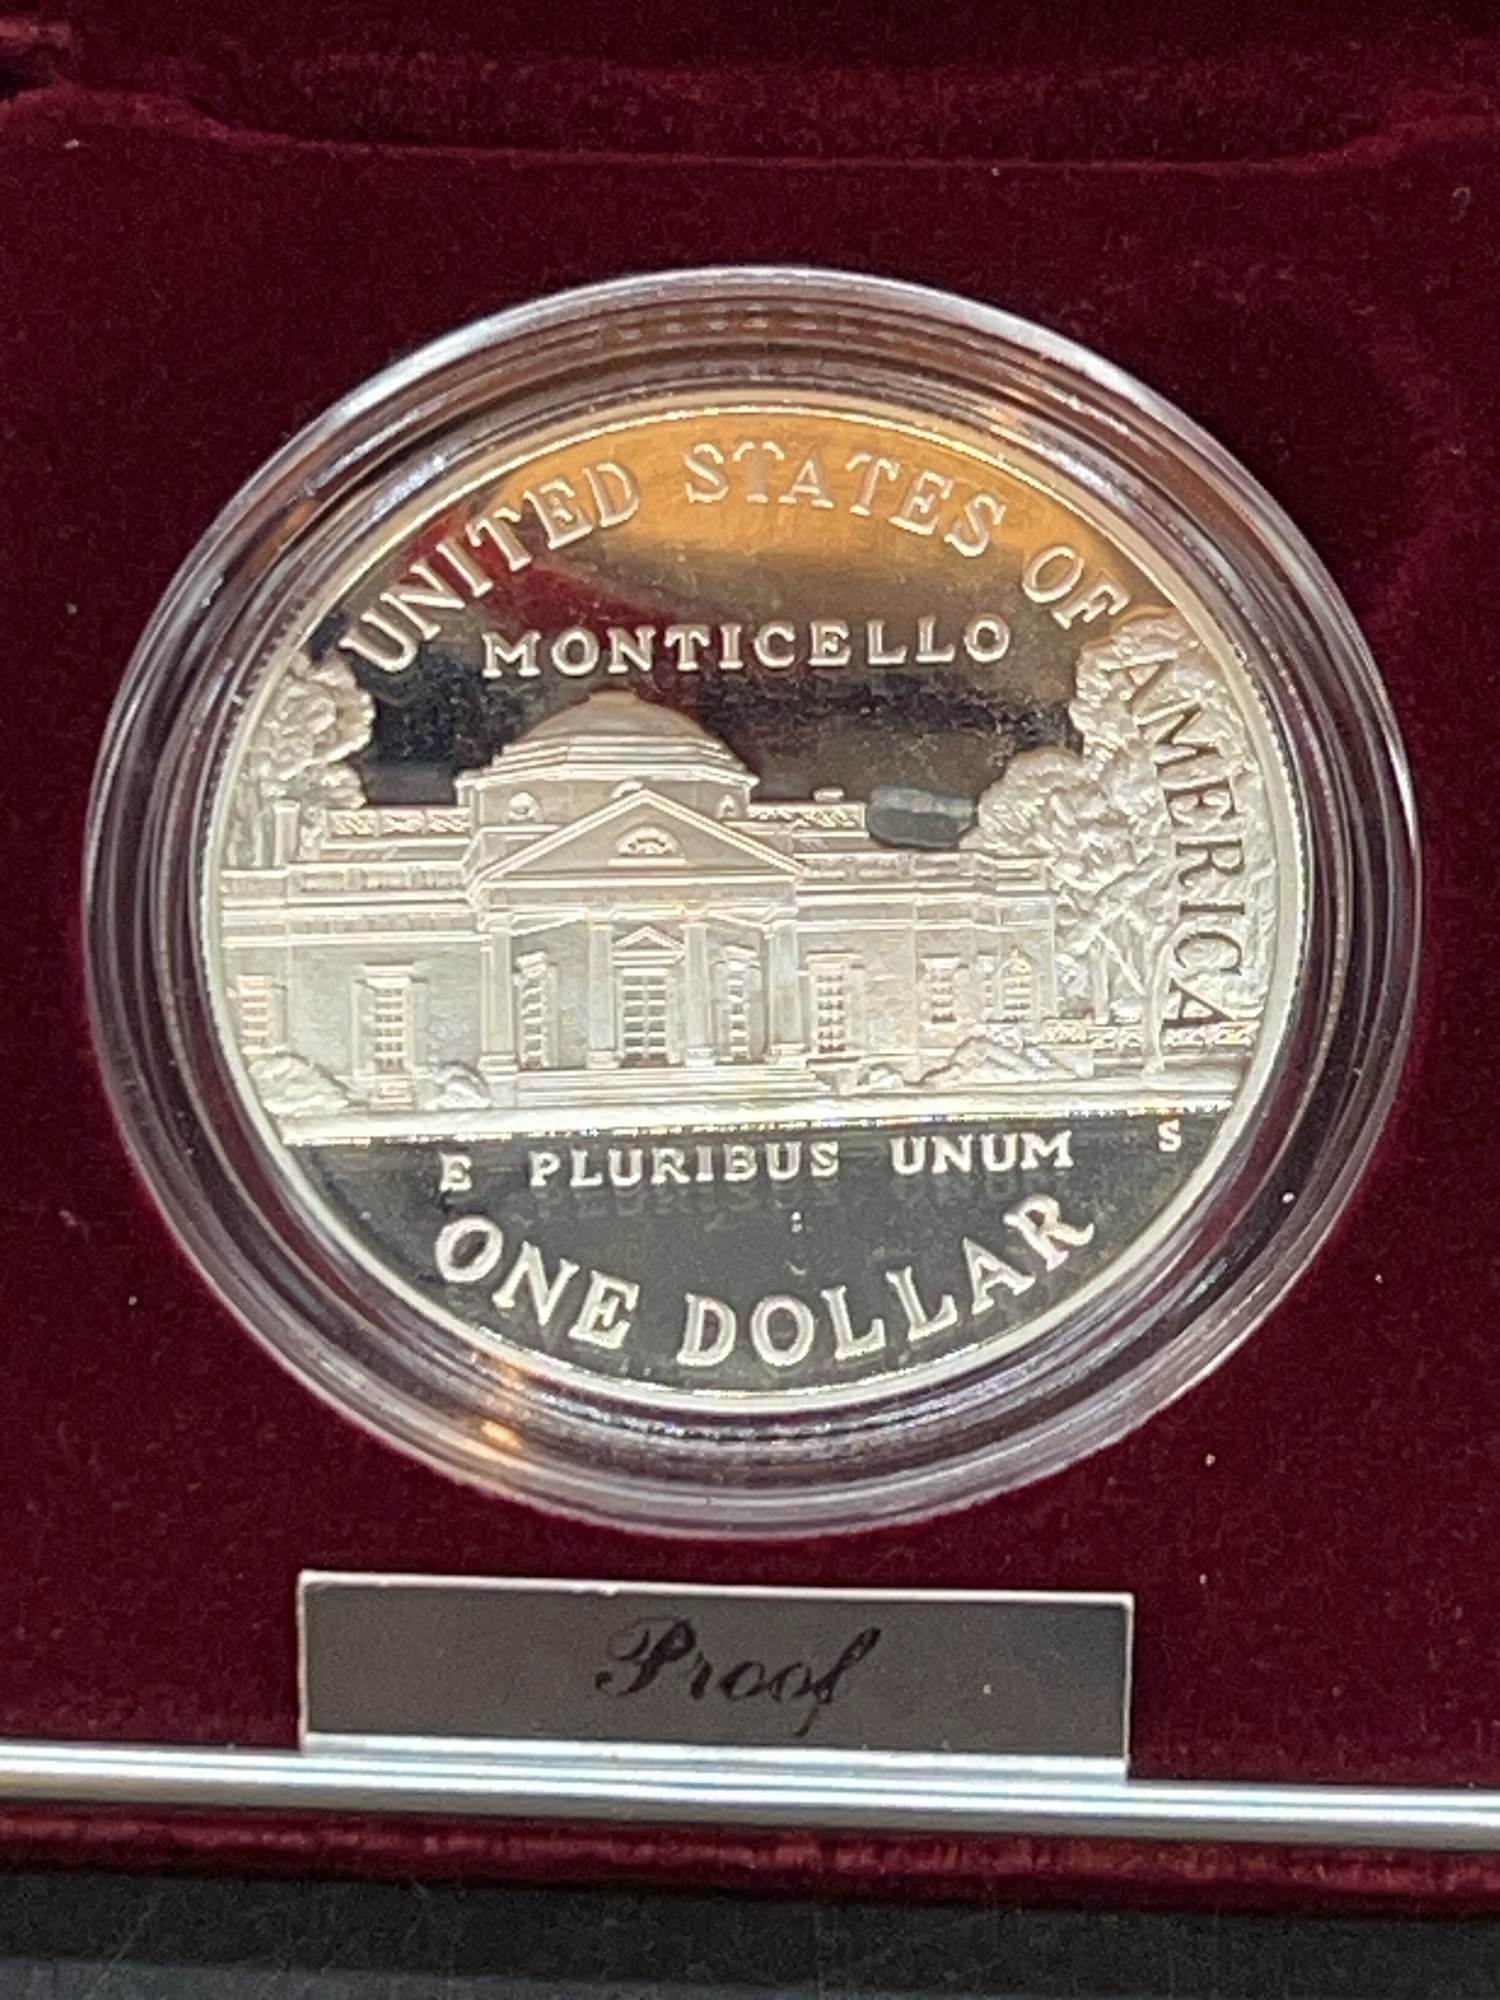 UNITED STATES OF AMERICA
MONTICELLO
E PLURIBUS UNUM S
ONE DOLLAR
Proof